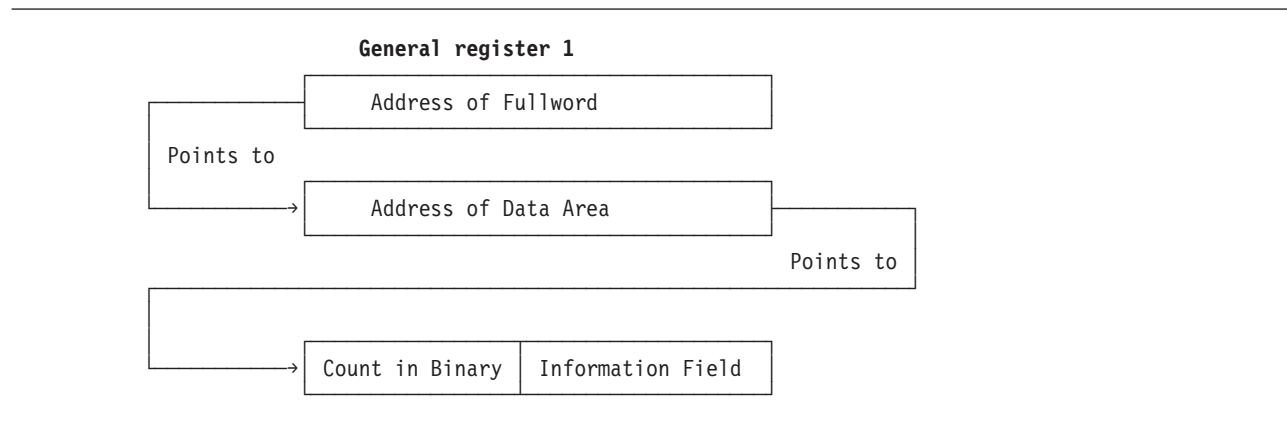 General register 1
Address of Fullword
Points to
Address of Data Area
Points to
Count in Binary Information Field